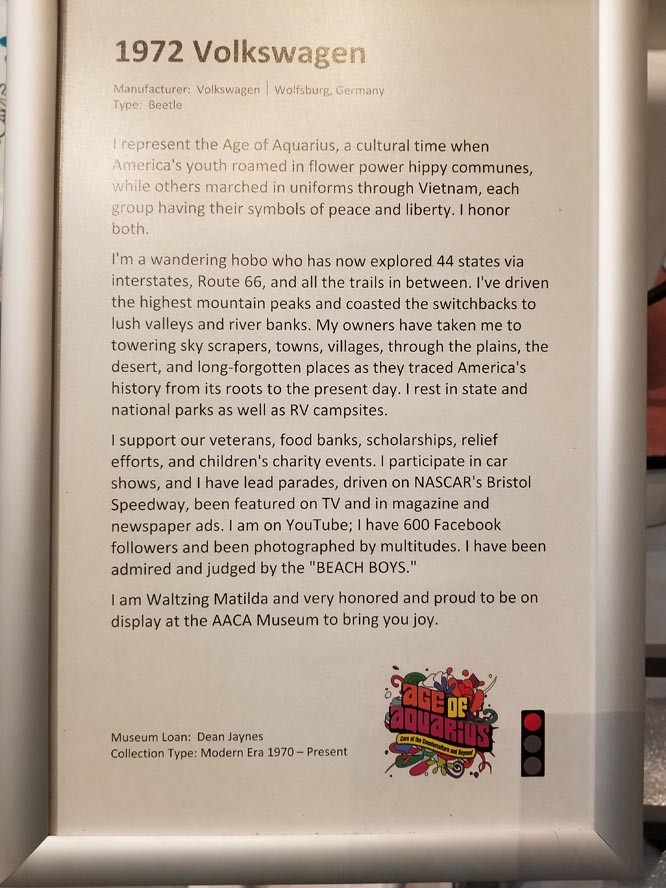 1972 Volkswagen
Manufacturer: Volkswagen | Wolfsburg, Germany
Type: Beetle
I represent the Age of Aquarius, a cultural time when
America's youth roamed in flower power hippy communes,
while others marched in uniforms through Vietnam, each
group having their symbols of peace and liberty. I honor
both.
I'm a wandering hobo who has now explored 44 states via
interstates, Route 66, and all the trails in between. I've driven
the highest mountain peaks and coasted the switchbacks to
lush valleys and river banks. My owners have taken me to
towering sky scrapers, towns, villages, through the plains, the
desert, and long-forgotten places as they traced America's
history from its roots to the present day. I rest in state and
national parks as well as RV campsites.
I support our veterans, food banks, scholarships, relief
efforts, and children's charity events. I participate in car
shows, and I have lead parades, driven on NASCAR's Bristol
Speedway, been featured on TV and in magazine and
newspaper ads. I am on YouTube; I have 600 Facebook
followers and been photographed by multitudes. I have been
admired and judged by the "BEACH BOYS."
I am Waltzing Matilda and very honored and proud to be on
display at the AACA Museum to bring you joy.
AGE OF
AQUARIUS
Cars of the Counterculture and Beyond
Museum Loan: Dean Jaynes
Collection Type: Modern Era 1970 – Present